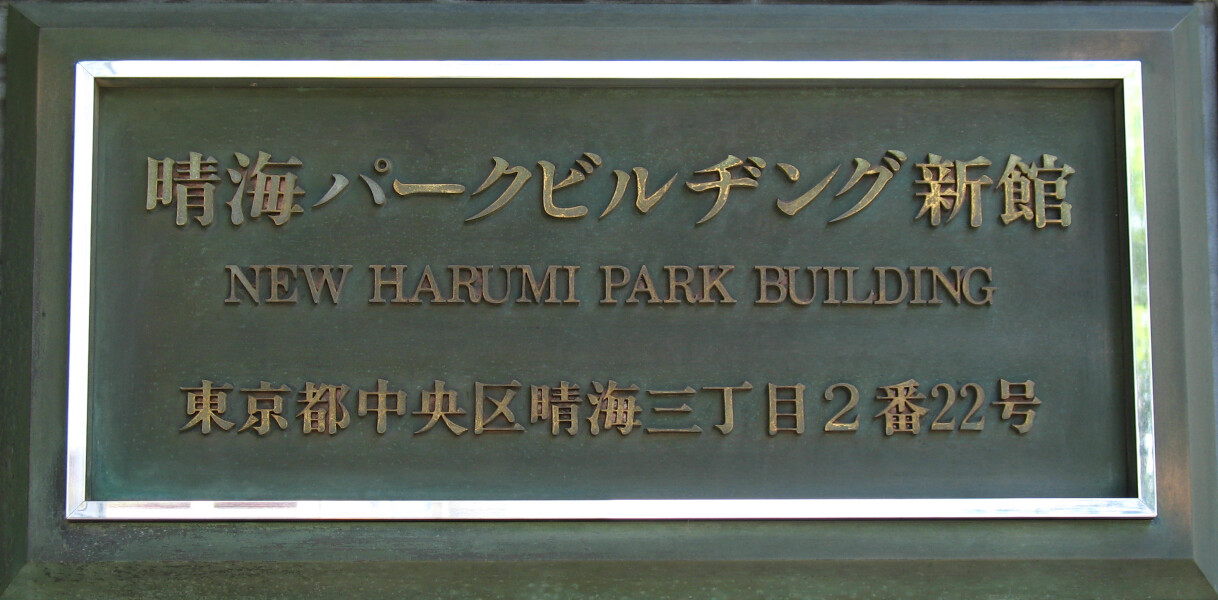 晴海パークビルヂング新館
NEW HARUMI PARK BUILDING
東京都中央区晴海三丁目2番22号